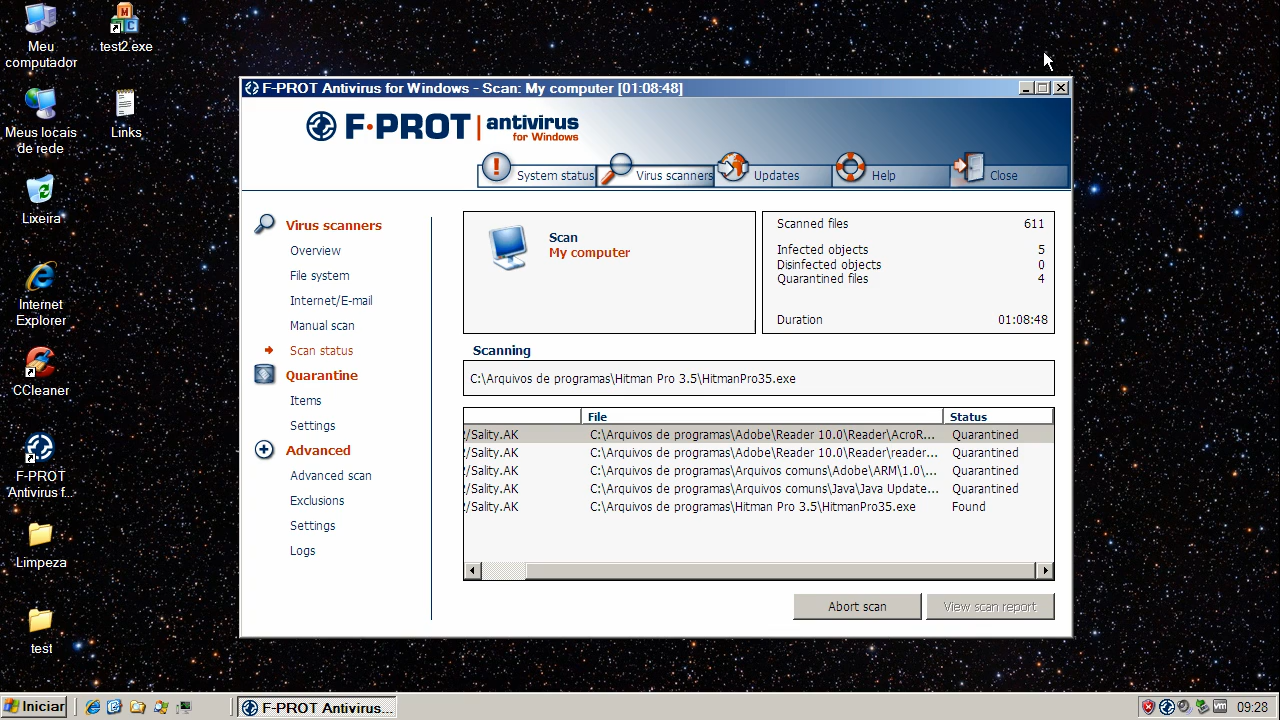 Meu
computador
test2.exe
Meus locais
de rede
Links
Lixeira
Internet
Explorer
CCleaner
F-PROT
Antivirus f...
Limpeza
test
F-PROT Antivirus for Windows - Scan: My computer [01:08:48]
F·PROT antivirus
for Windows
System status Virus scanners Updates Help Close
Virus scanners
Overview
File system
Internet/E-mail
Manual scan
Scan status
Quarantine
Items
Settings
Advanced
Advanced scan
Exclusions
Settings
Logs
Scan
My computer
Scanned files 611
Infected objects 5
Disinfected objects 0
Quarantined files 4
Duration 01:08:48
Scanning
C:\Arquivos de programas\Hitman Pro 3.5\HitmanPro35.exe
File Status
/Sality.AK C:\Arquivos de programas\Adobe\Reader 10.0\Reader\AcroR... Quarantined
/Sality.AK C:\Arquivos de programas\Adobe\Reader 10.0\Reader\reader... Quarantined
/Sality.AK C:\Arquivos de programas\Arquivos comuns\Adobe\ARM\1.0\... Quarantined
/Sality.AK C:\Arquivos de programas\Arquivos comuns\Java\Java Update... Quarantined
/Sality.AK C:\Arquivos de programas\Hitman Pro 3.5\HitmanPro35.exe Found
Abort scan View scan report
Iniciar F-PROT Antivirus... 09:28